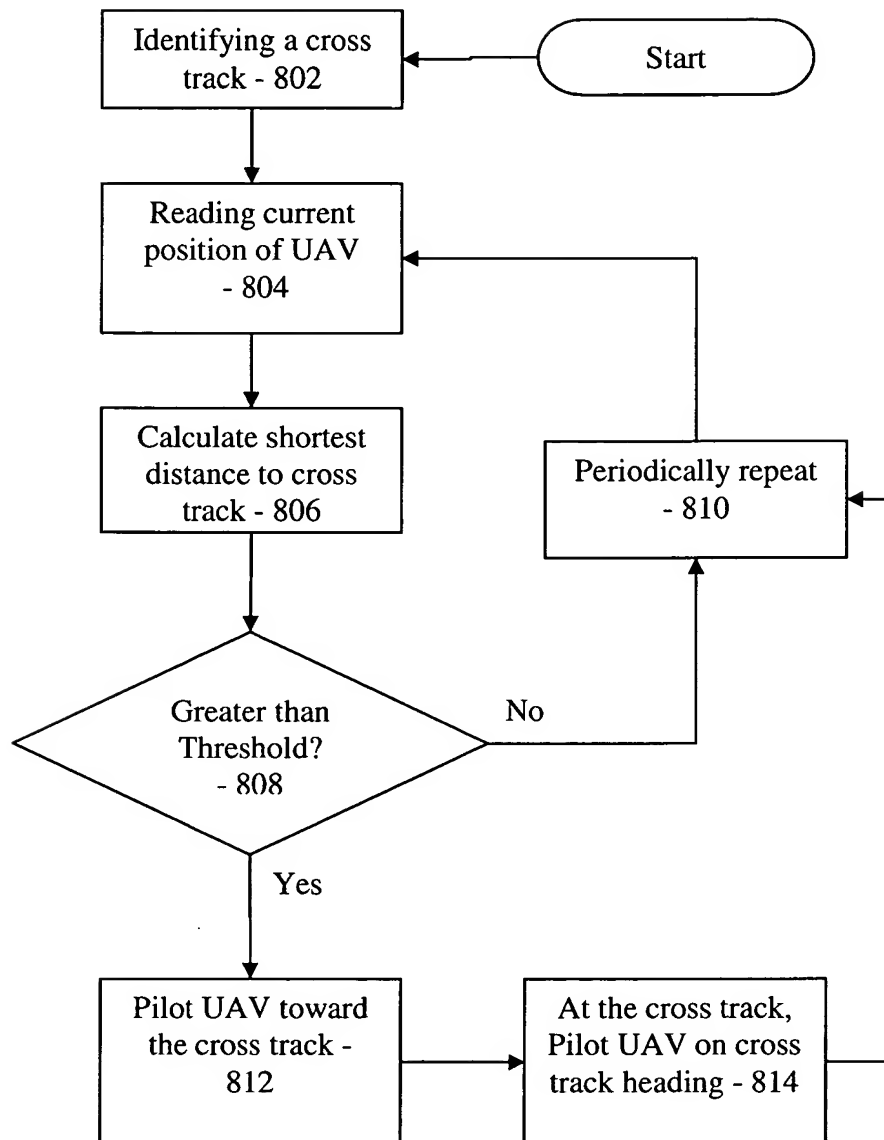 Start
Identifying a cross
track - 802
Reading current
position of UAV
- 804
Calculate shortest
distance to cross
track - 806
Periodically repeat
- 810
Greater than
Threshold?
- 808
No
Yes
Pilot UAV toward
the cross track -
812
At the cross track,
Pilot UAV on cross
track heading - 814